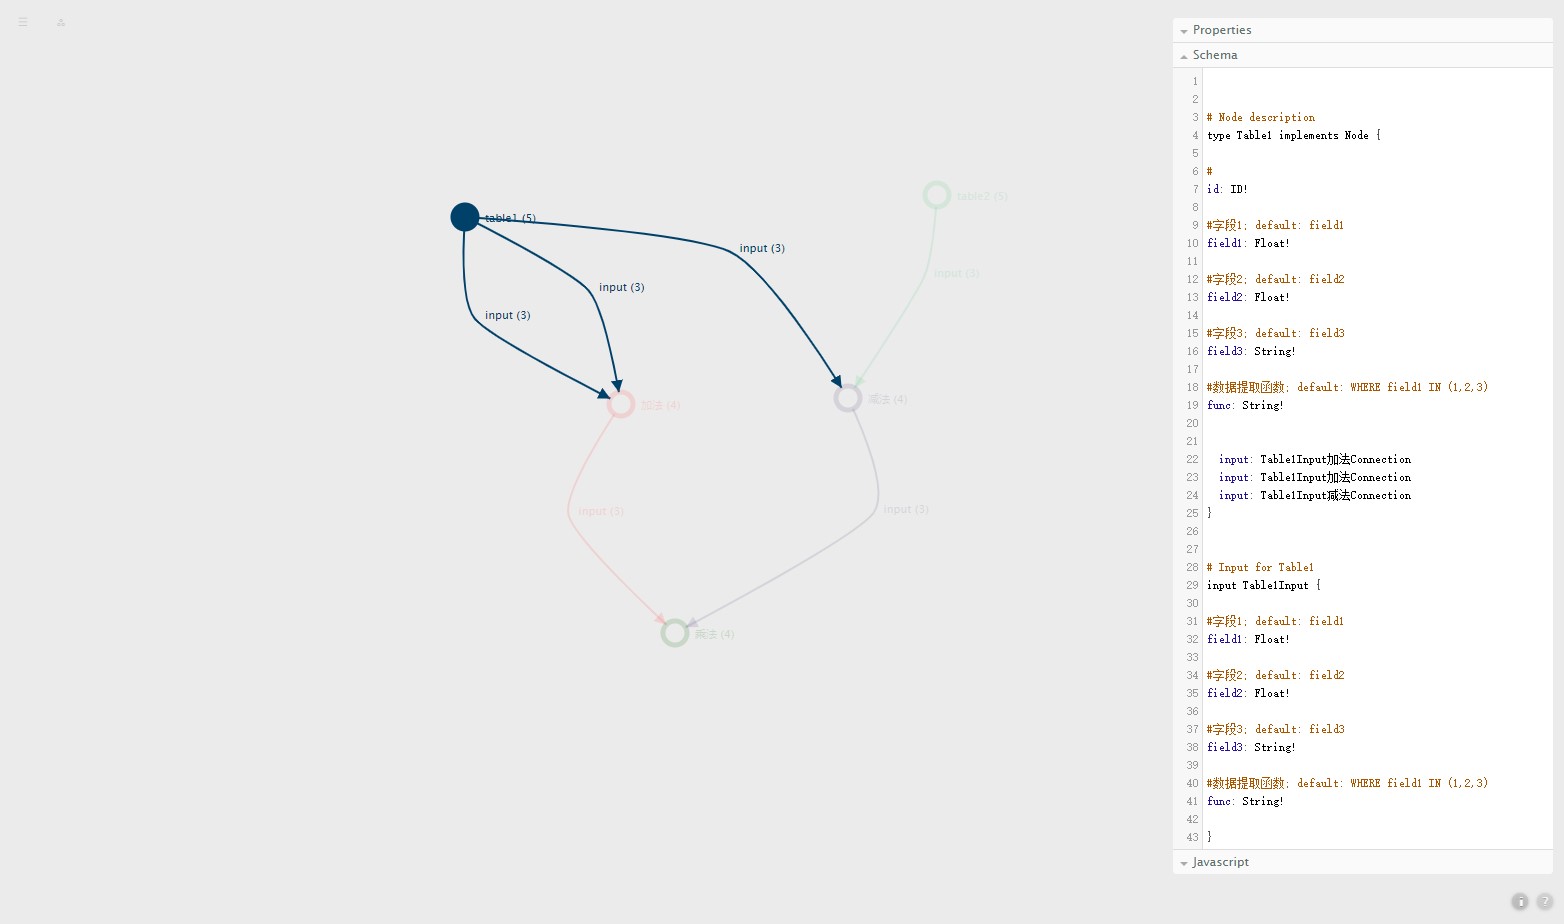 table1 (5)
table2 (5)
input (3)
input (3)
input (3)
input (3)
加法 (4)
减法 (4)
input (3)
input (3)
乘法 (4)
Properties
Schema
1
2
3 # Node description
4 type Table1 implements Node {
5
6 #
7 id: ID!
8
9 #字段1; default: field1
10 field1: Float!
11
12 #字段2; default: field2
13 field2: Float!
14
15 #字段3; default: field3
16 field3: String!
17
18 #数据提取函数; default: WHERE field1 IN (1,2,3)
19 func: String!
20
21
22 input: Table1Input加法Connection
23 input: Table1Input加法Connection
24 input: Table1Input减法Connection
25 }
26
27
28 # Input for Table1
29 input Table1Input {
30
31 #字段1; default: field1
32 field1: Float!
33
34 #字段2; default: field2
35 field2: Float!
36
37 #字段3; default: field3
38 field3: String!
39
40 #数据提取函数; default: WHERE field1 IN (1,2,3)
41 func: String!
42
43 }
Javascript
i ?